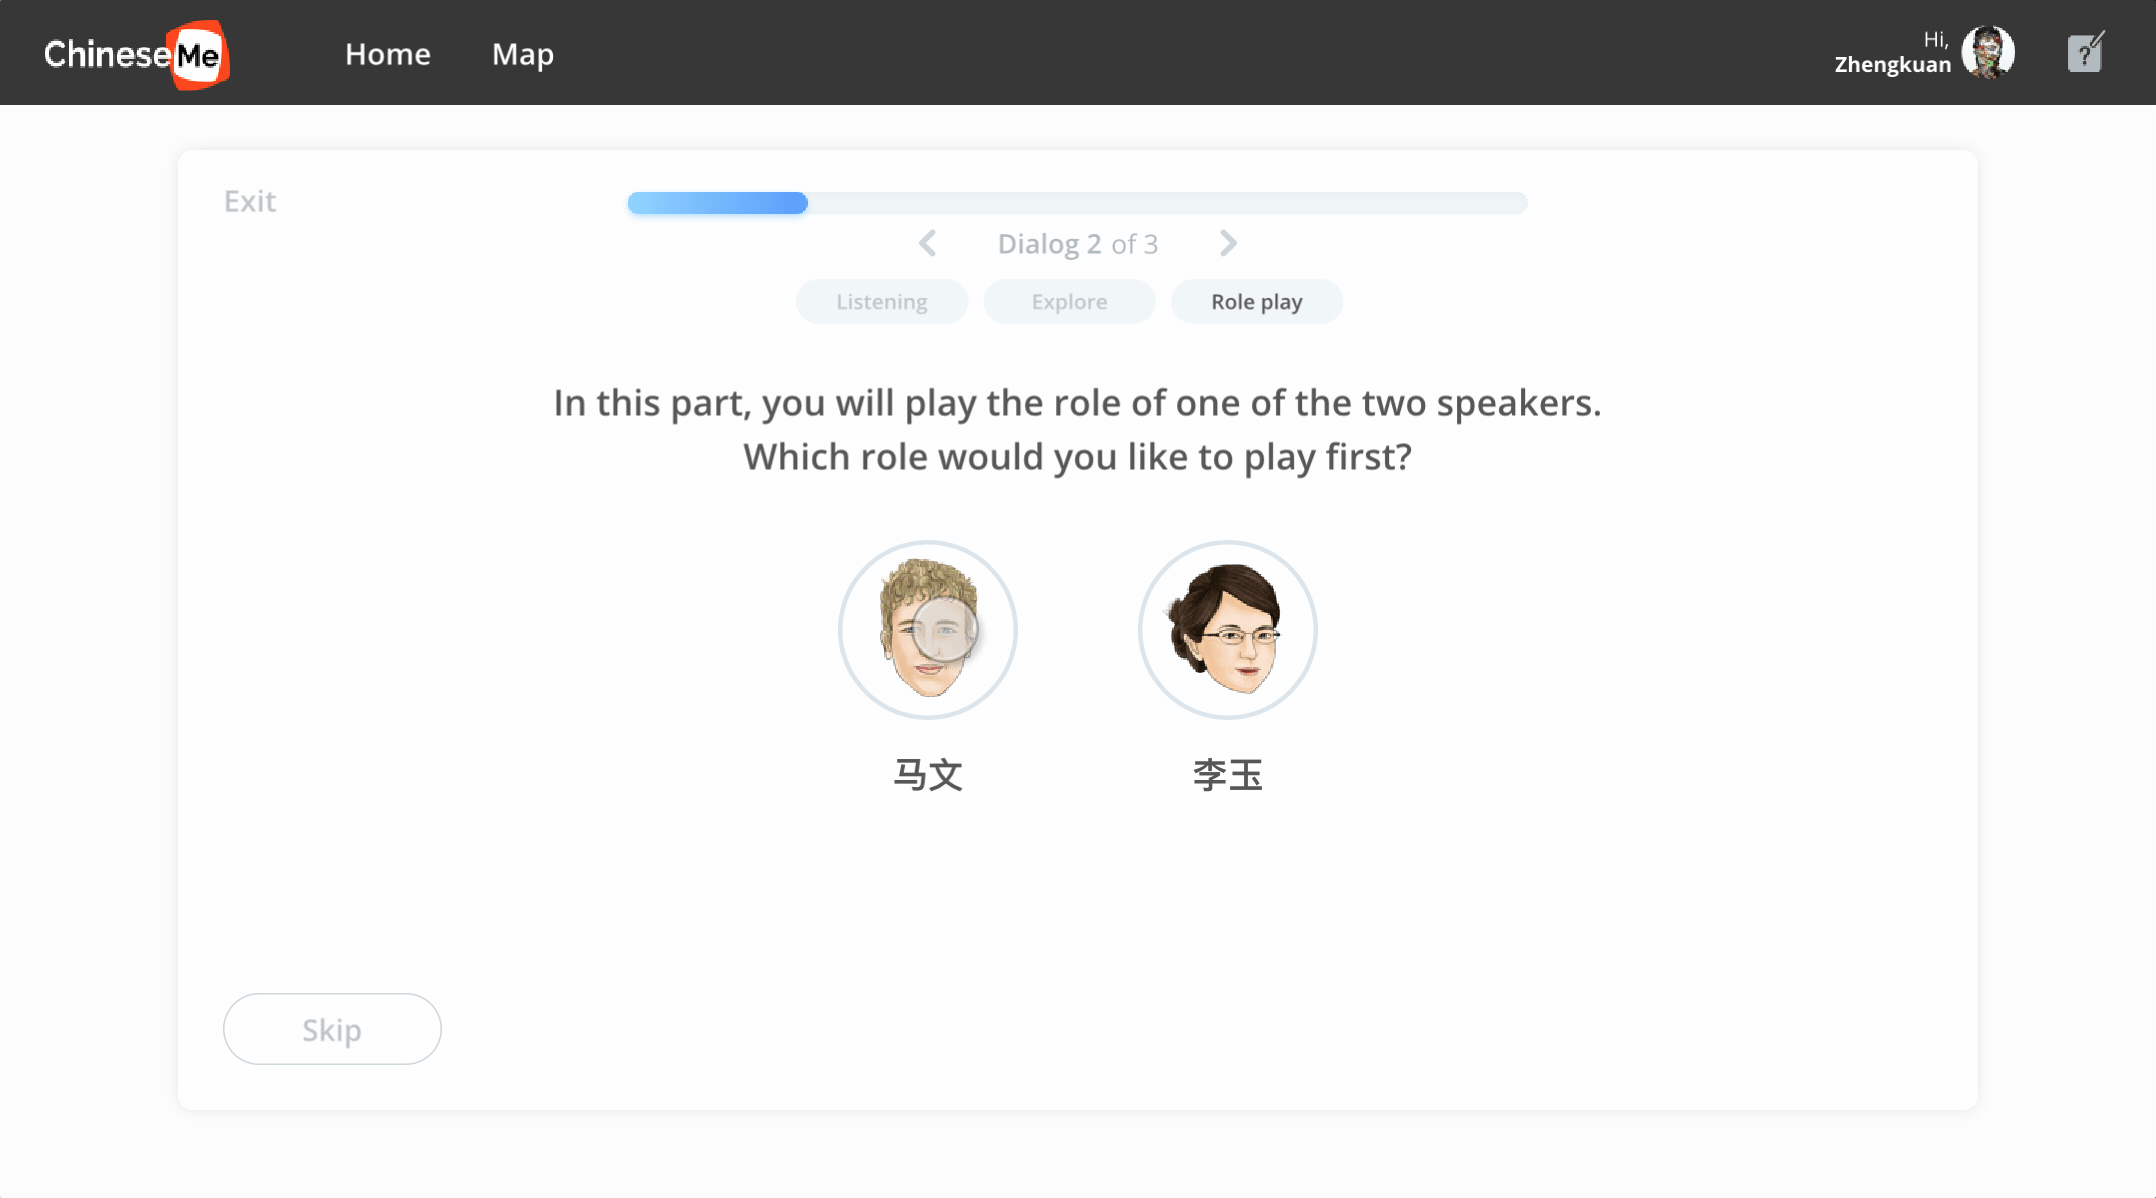 ChineseMe
Home
Map
Hi,
Zhengkuan
?
Exit
Dialog 2 of 3
Listening
Explore
Role play
In this part, you will play the role of one of the two speakers.
Which role would you like to play first?
马文
李玉
Skip